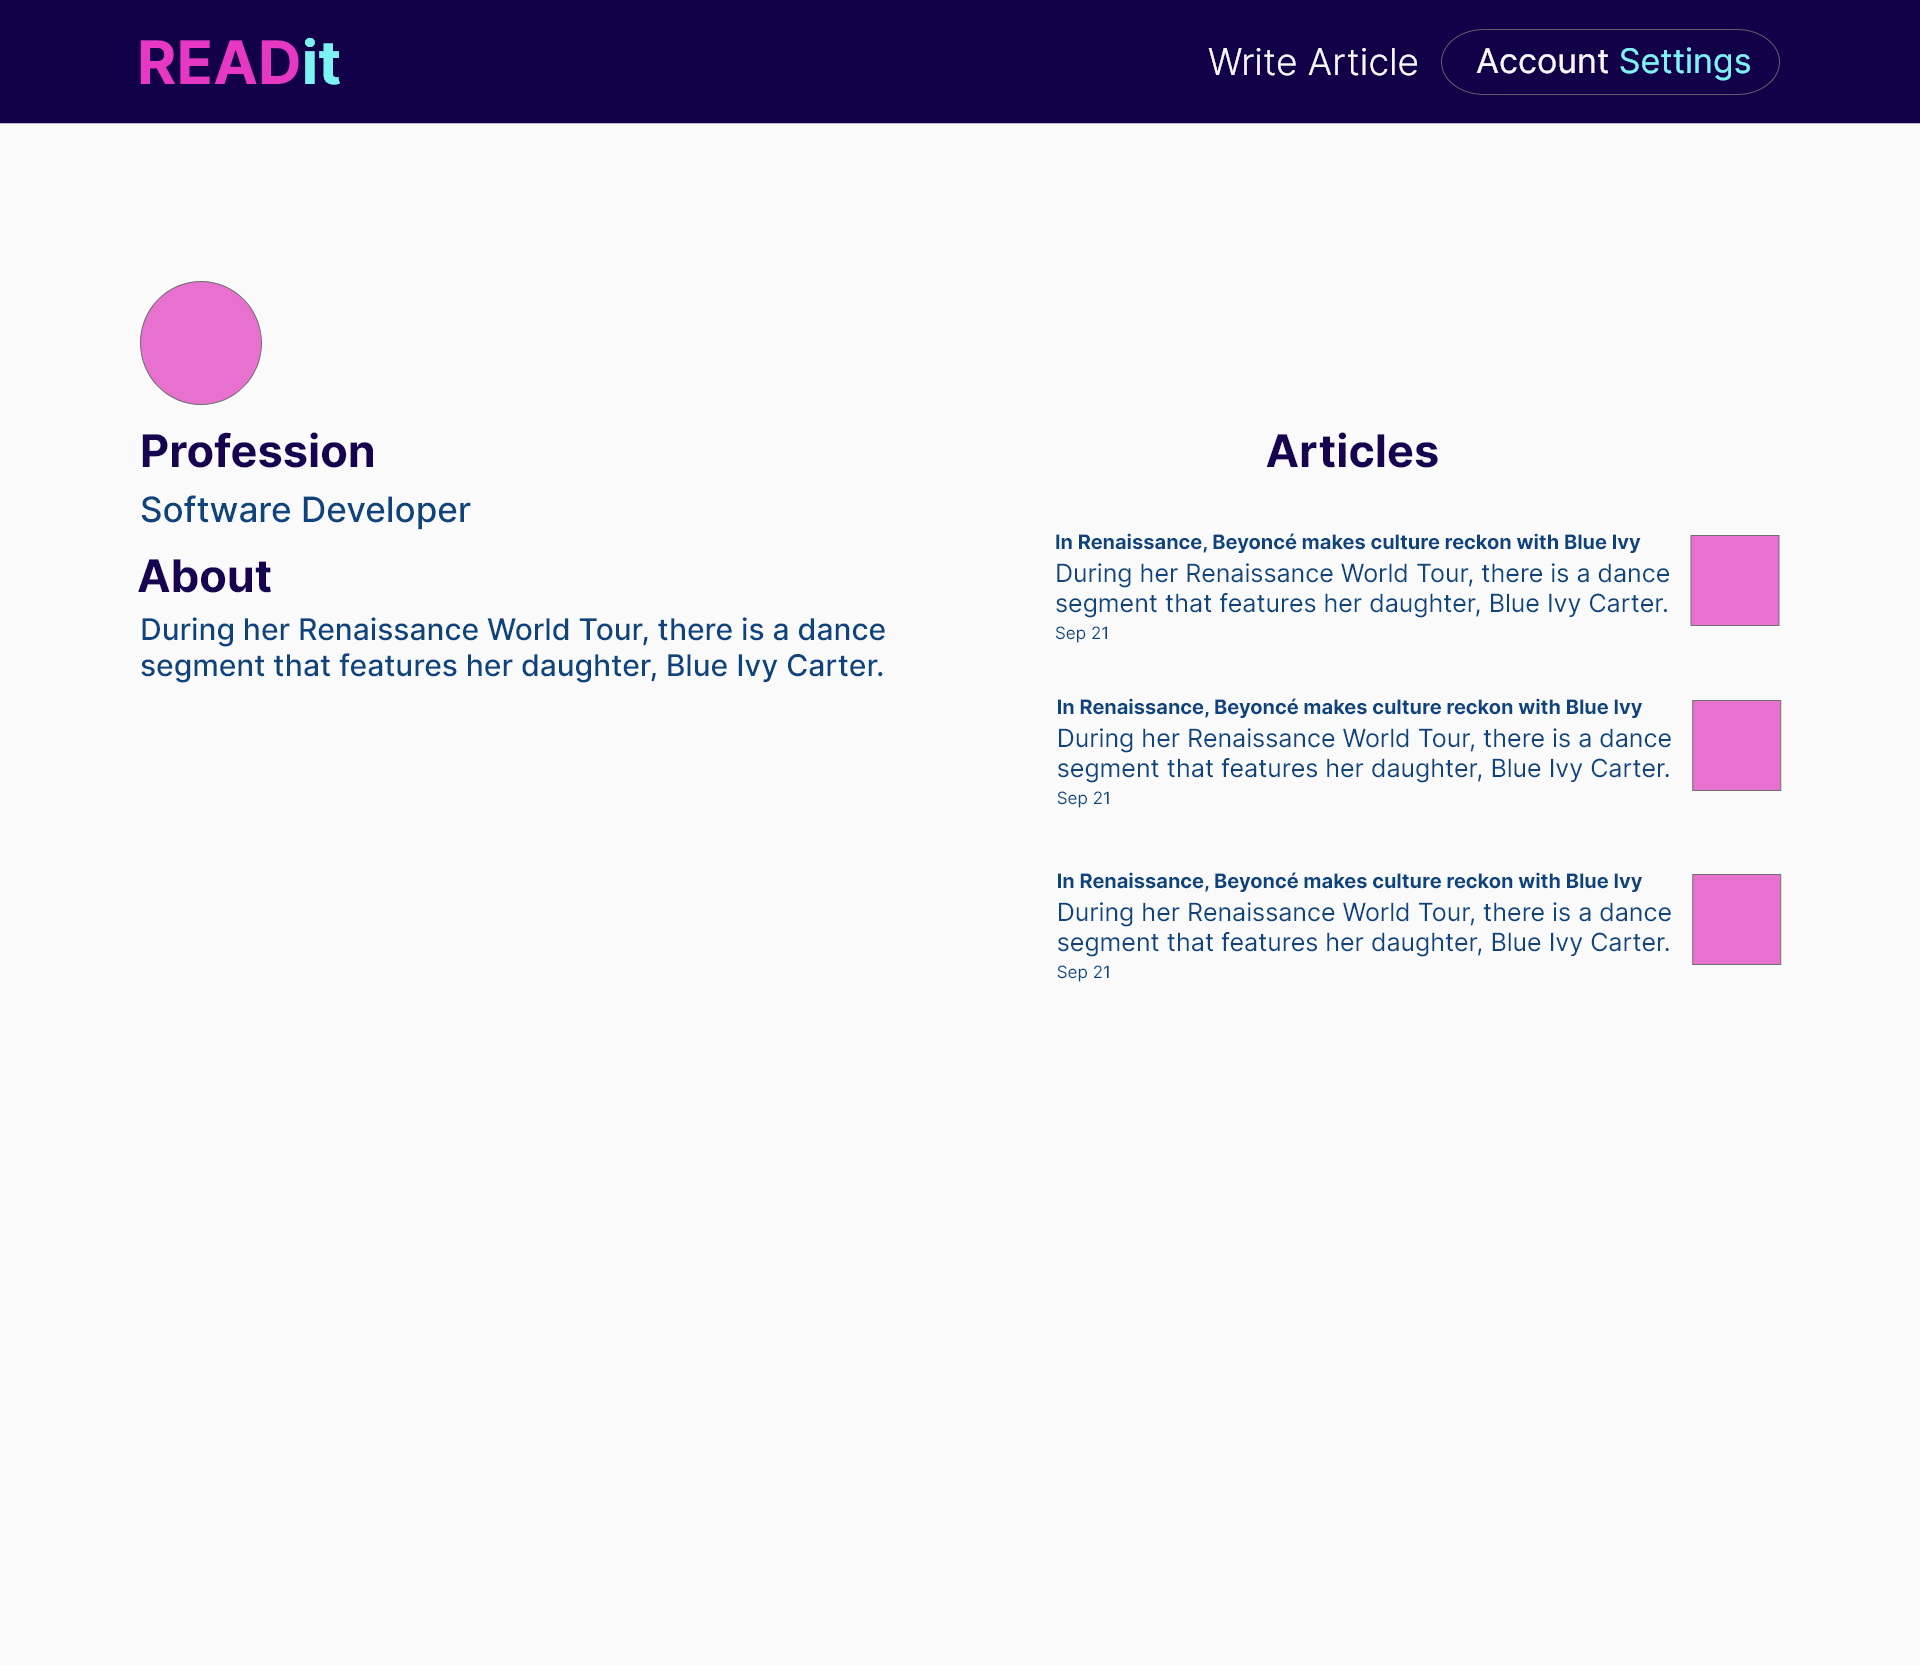 READit
Write Article
Account Settings
Profession
Software Developer
About
During her Renaissance World Tour, there is a dance
segment that features her daughter, Blue Ivy Carter.
Articles
In Renaissance, Beyoncé makes culture reckon with Blue Ivy
During her Renaissance World Tour, there is a dance
segment that features her daughter, Blue Ivy Carter.
Sep 21
In Renaissance, Beyoncé makes culture reckon with Blue Ivy
During her Renaissance World Tour, there is a dance
segment that features her daughter, Blue Ivy Carter.
Sep 21
In Renaissance, Beyoncé makes culture reckon with Blue Ivy
During her Renaissance World Tour, there is a dance
segment that features her daughter, Blue Ivy Carter.
Sep 21